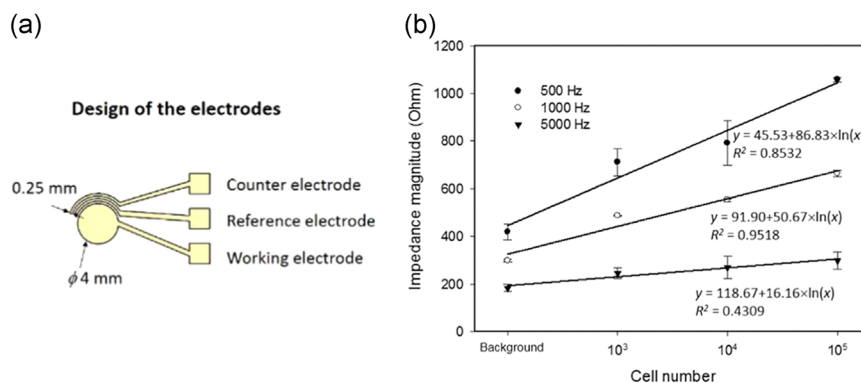 (a)
Design of the electrodes
0.25 mm
Counter electrode
Reference electrode
Working electrode
ϕ4 mm
(b)
Impedance magnitude (Ohm)
1200
1000
800
600
400
200
0
500 Hz
1000 Hz
5000 Hz
y = 45.53+86.83×ln(x
R² = 0.8532
y = 91.90+50.67×ln(x)
R² = 0.9518
y = 118.67+16.16×ln(x)
R² = 0.4309
Background 10³ 10⁴ 10⁵
Cell number